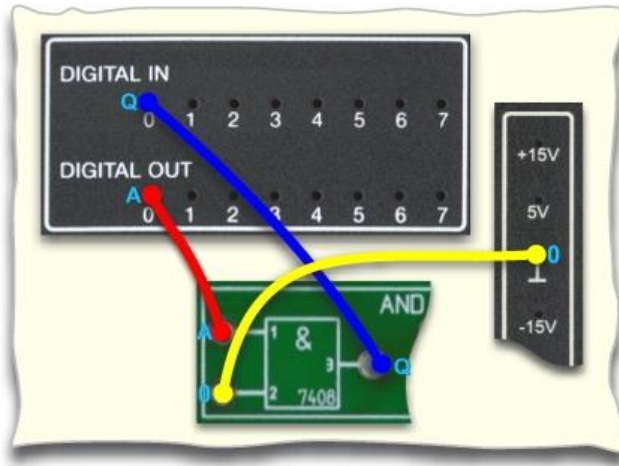 DIGITAL IN
Q
0 1 2 3 4 5 6 7
DIGITAL OUT
A
0 1 2 3 4 5 6 7
+15V
5V
0
-15V
AND
A 1 & 3 Q
0 2 7408